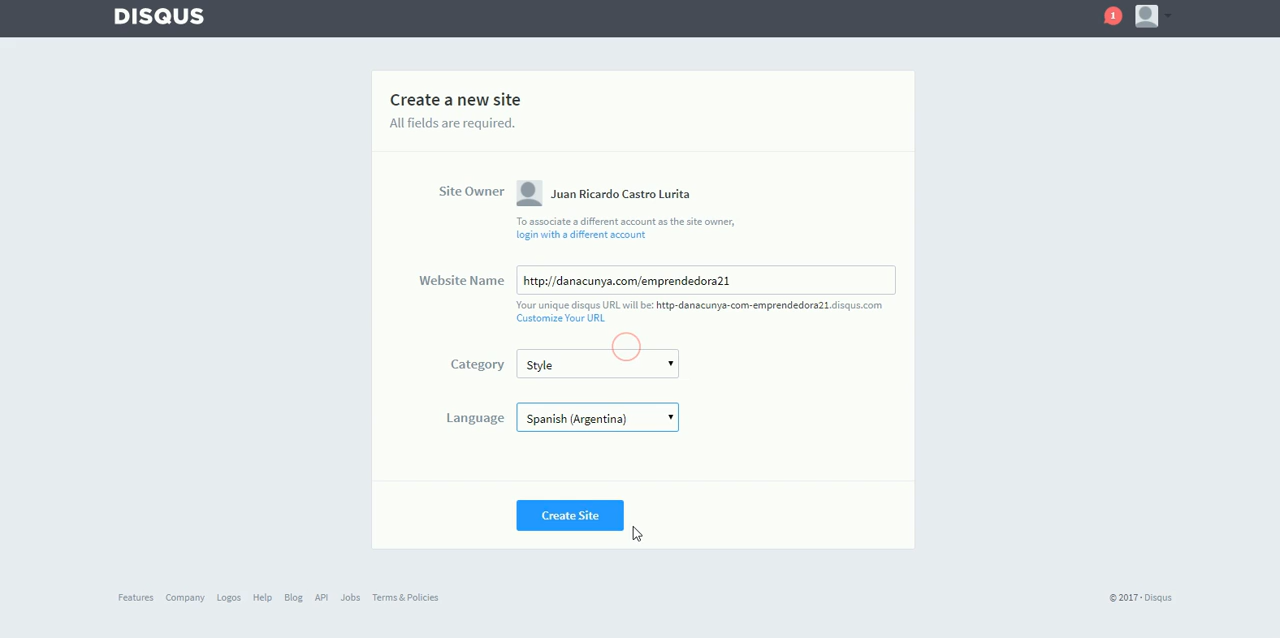 DISQUS
1
Create a new site
All fields are required.
Site Owner
Juan Ricardo Castro Lurita
To associate a different account as the site owner,
login with a different account
Website Name
http://danacunya.com/emprendedora21
Your unique disqus URL will be: http-danacunya-com-emprendedora21.disqus.com
Customize Your URL
Category
Style
Language
Spanish (Argentina)
Create Site
Features Company Logos Help Blog API Jobs Terms & Policies
© 2017 - Disqus